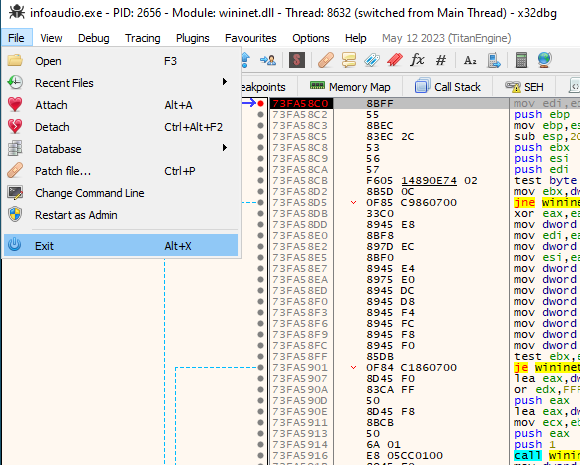 infoaudio.exe - PID: 2656 - Module: wininet.dll - Thread: 8632 (switched from Main Thread) - x32dbg
File View Debug Tracing Plugins Favourites Options Help May 12 2023 (TitanEngine)
Open F3
Recent Files
Attach Alt+A
Detach Ctrl+Alt+F2
Database
Patch file... Ctrl+P
Change Command Line
Restart as Admin
Exit Alt+X
eakpoints Memory Map Call Stack SEH
73FA58C0 8BFF mov edi,e
73FA58C2 55 push ebp
73FA58C3 8BEC mov ebp,es
73FA58C5 83EC 2C sub esp,2
73FA58C8 53 push ebx
73FA58C9 56 push esi
73FA58CA 57 push edi
73FA58CB F605 14890E74 02 test byte
73FA58D2 8B5D 0C mov ebx,dw
73FA58D5 0F85 C9860700 jne winine
73FA58DB 33C0 xor eax,ea
73FA58DD 8945 E8 mov dword
73FA58E0 8BF8 mov edi,ea
73FA58E2 897D EC mov dword
73FA58E5 8BF0 mov esi,ea
73FA58E7 8945 E4 mov dword
73FA58EA 8975 E0 mov dword
73FA58ED 8945 DC mov dword
73FA58F0 8945 D8 mov dword
73FA58F3 8945 F4 mov dword
73FA58F6 8945 FC mov dword
73FA58F9 8945 F8 mov dword
73FA58FC 8945 F0 mov dword
73FA58FF 85DB test ebx,e
73FA5901 0F84 C1860700 je wininet
73FA5907 8D45 F0 lea eax,dw
73FA590A 83CA FF or edx,FFF
73FA590D 50 push eax
73FA590E 8D45 F8 lea eax,dw
73FA5911 8BCB mov ecx,eb
73FA5913 50 push eax
73FA5914 6A 01 push 1
73FA5916 E8 05CC0100 call winin